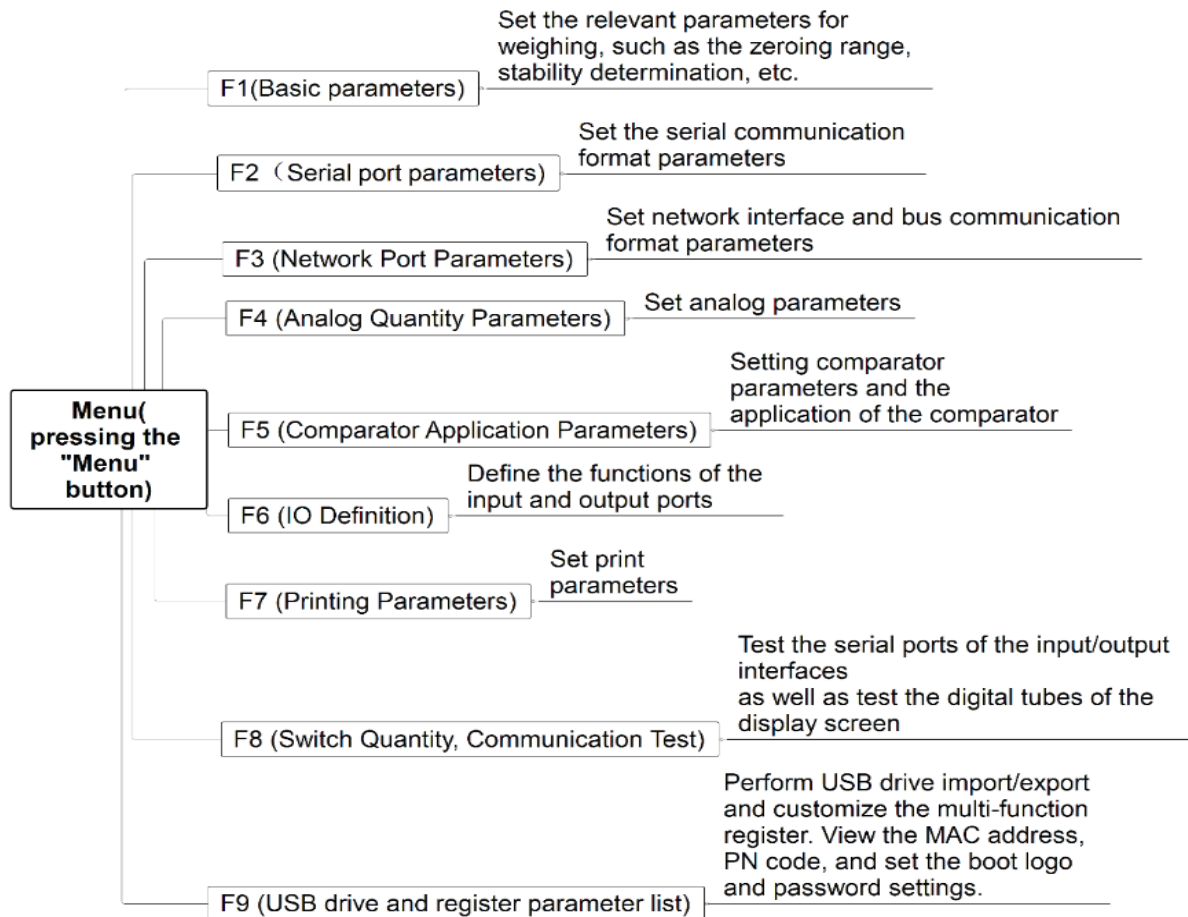 Set the relevant parameters for
weighing, such as the zeroing range,
stability determination, etc.
F1(Basic parameters)
Set the serial communication
format parameters
F2（Serial port parameters)
Set network interface and bus communication
format parameters
F3 (Network Port Parameters)
Set analog parameters
F4 (Analog Quantity Parameters)
Setting comparator
parameters and the
application of the comparator
Menu(
pressing the
"Menu"
button)
F5 (Comparator Application Parameters)
Define the functions of the
input and output ports
F6 (IO Definition)
Set print
parameters
F7 (Printing Parameters)
Test the serial ports of the input/output
interfaces
as well as test the digital tubes of the
display screen
F8 (Switch Quantity, Communication Test)
Perform USB drive import/export
and customize the multi-function
register. View the MAC address,
PN code, and set the boot logo
and password settings.
F9 (USB drive and register parameter list)